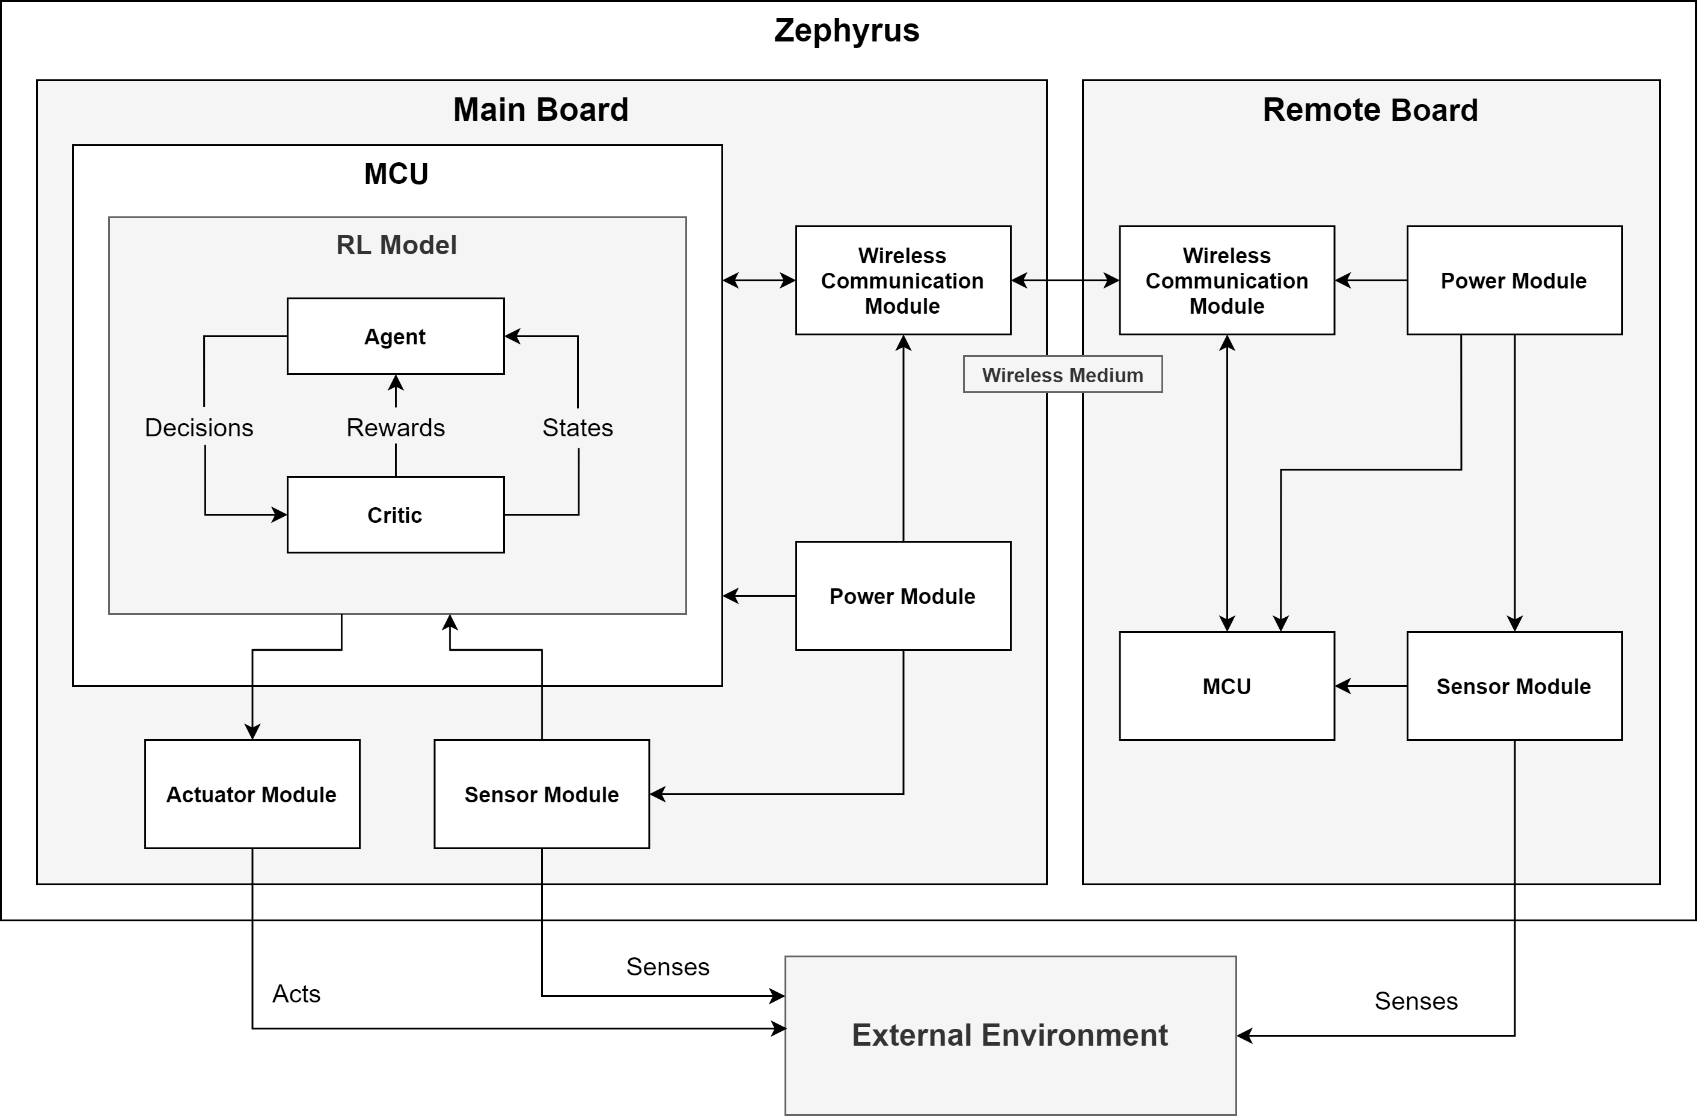 Zephyrus
Main Board
Remote Board
MCU
RL Model
Agent
Decisions
Rewards
States
Critic
Wireless
Communication
Module
Wireless
Communication
Module
Power Module
Wireless Medium
Power Module
MCU
Sensor Module
Actuator Module
Sensor Module
Senses
Acts
Senses
External Environment